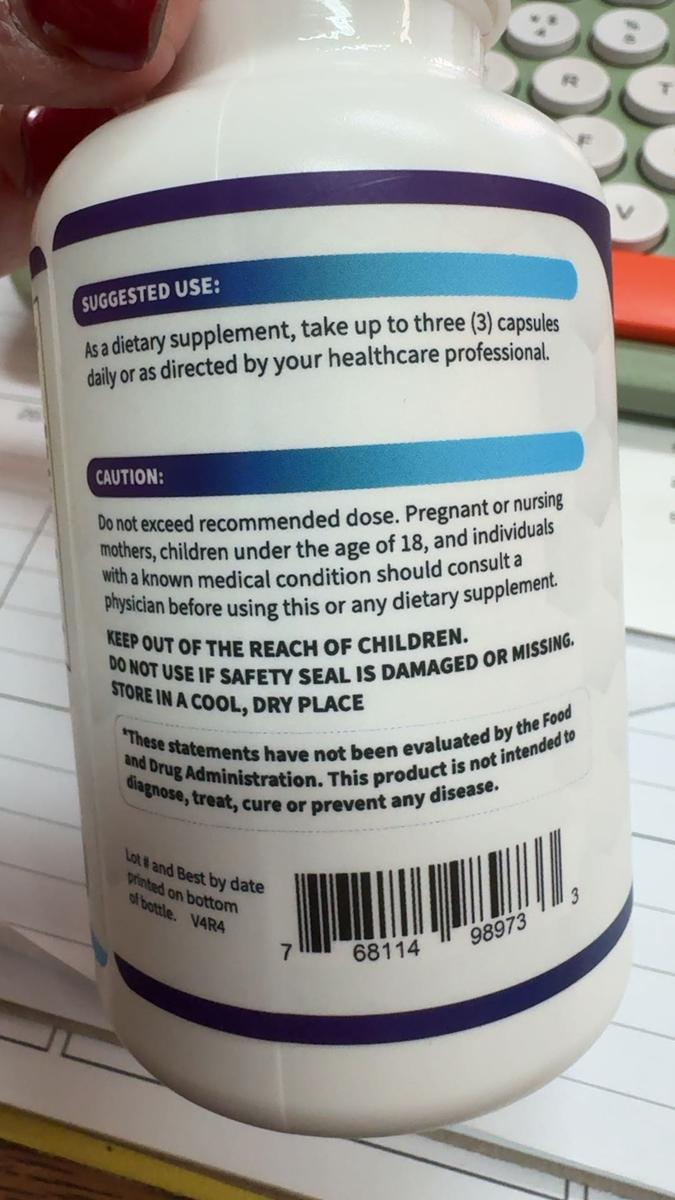 SUGGESTED USE:
As a dietary supplement, take up to three (3) capsules
daily or as directed by your healthcare professional.
CAUTION:
Do not exceed recommended dose. Pregnant or nursing
mothers, children under the age of 18, and individuals
with a known medical condition should consult a
physician before using this or any dietary supplement.
KEEP OUT OF THE REACH OF CHILDREN.
DO NOT USE IF SAFETY SEAL IS DAMAGED OR MISSING.
STORE IN A COOL, DRY PLACE
*These statements have not been evaluated by the Food
and Drug Administration. This product is not intended to
diagnose, treat, cure or prevent any disease.
Lot # and Best by date
printed on bottom
of bottle. V4R4
7 68114 98973 3
R
T
F
V